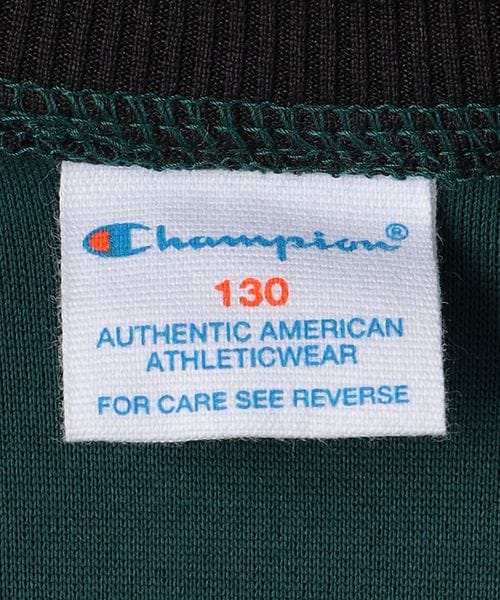 Champion®
130
AUTHENTIC AMERICAN
ATHLETICWEAR
FOR CARE SEE REVERSE